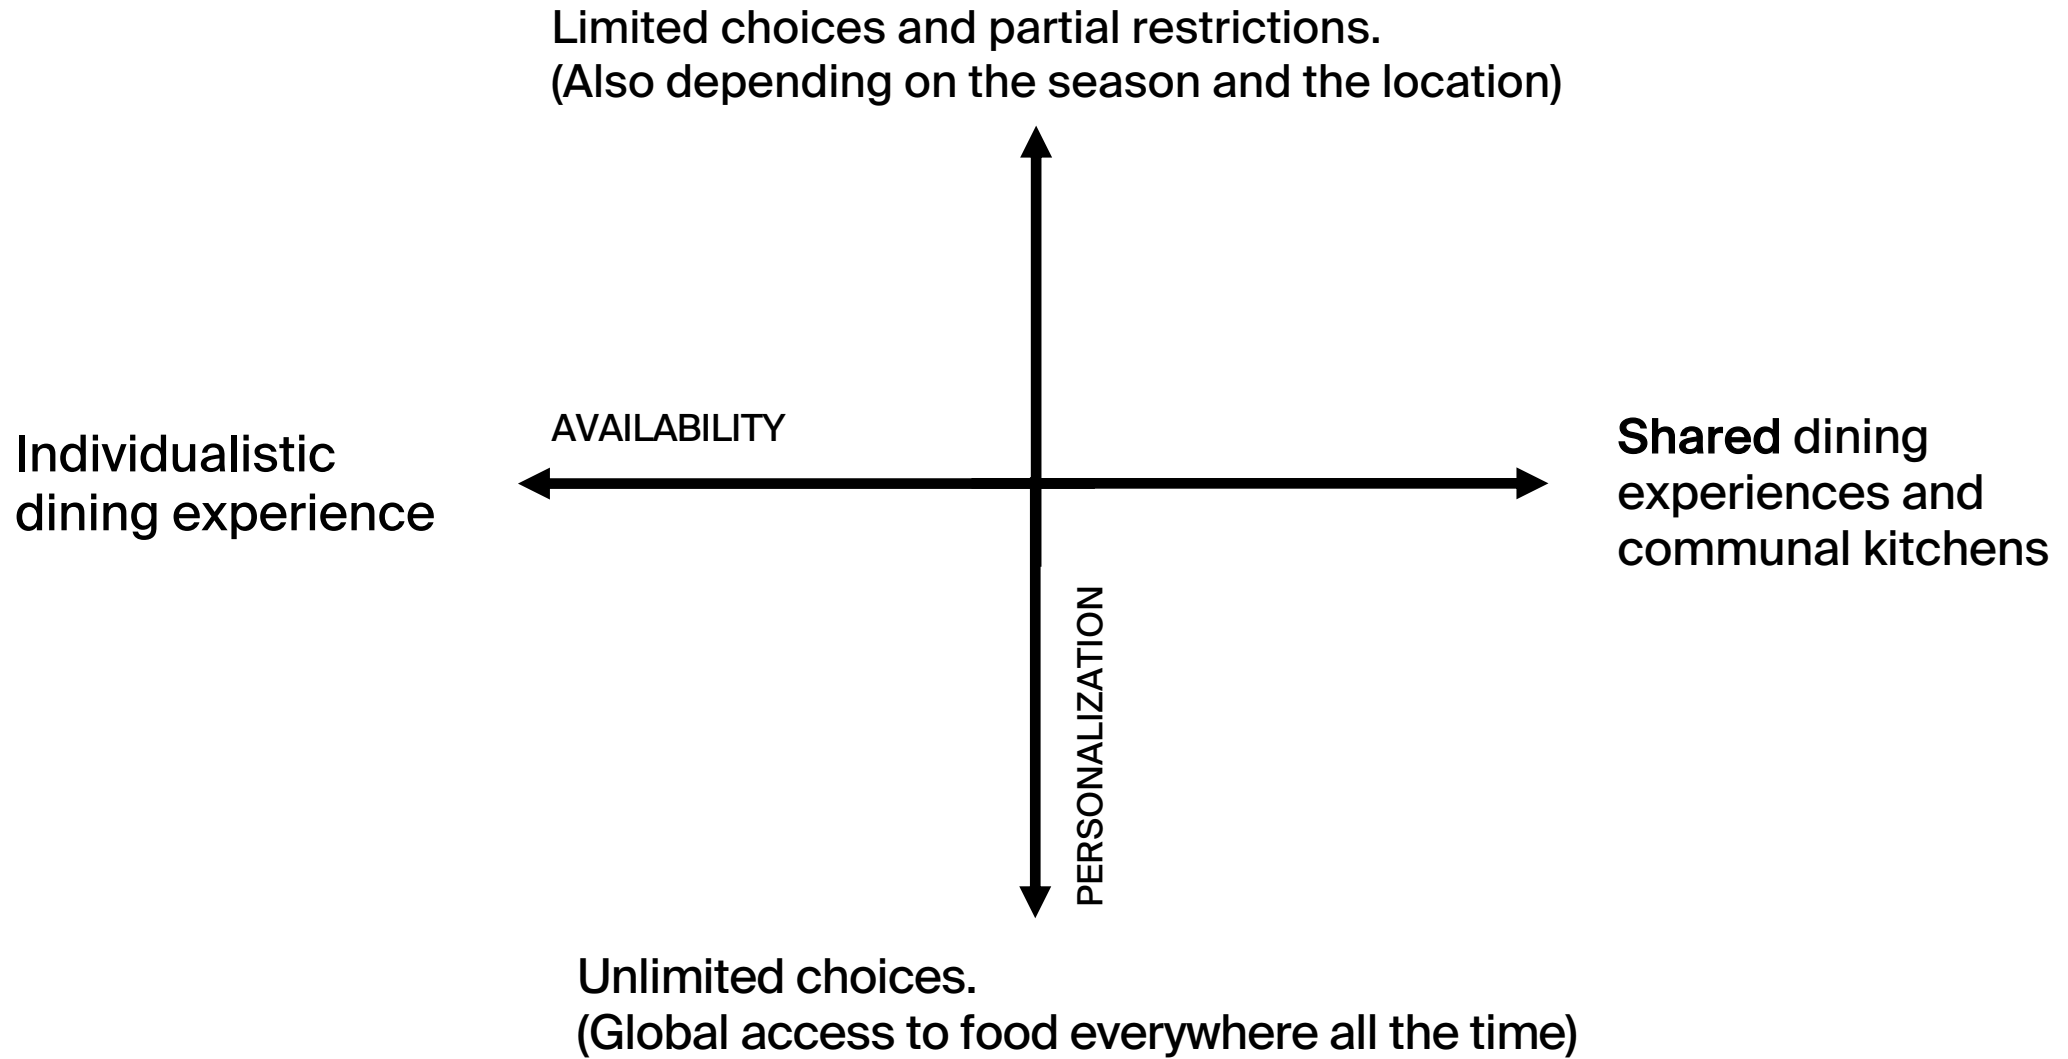 Limited choices and partial restrictions.
(Also depending on the season and the location)
AVAILABILITY
Individualistic
dining experience
Shared dining
experiences and
communal kitchens
PERSONALIZATION
Unlimited choices.
(Global access to food everywhere all the time)